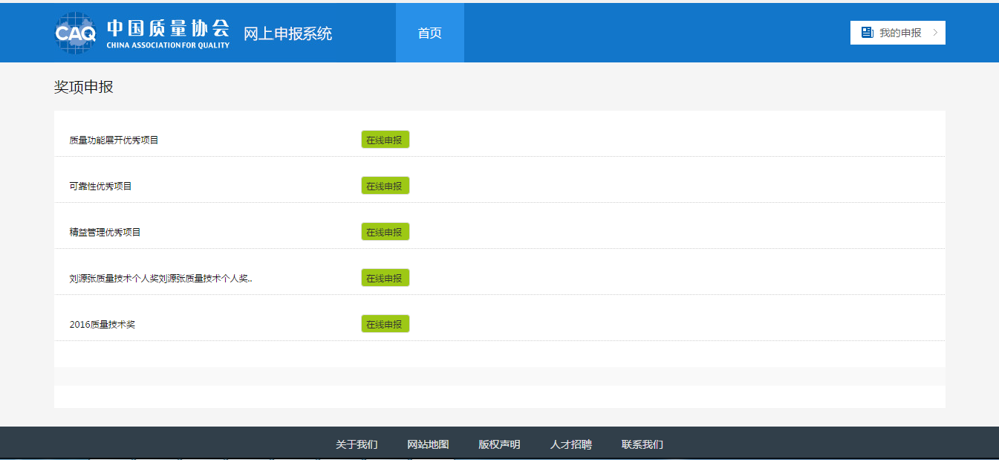 CAQ 中国质量协会 网上申报系统 首页 我的申报
CHINA ASSOCIATION FOR QUALITY
奖项申报
质量功能展开优秀项目 在线申报
可靠性优秀项目 在线申报
精益管理优秀项目 在线申报
刘源张质量技术个人奖刘源张质量技术个人奖.. 在线申报
2016质量技术奖 在线申报
关于我们 网站地图 版权声明 人才招聘 联系我们